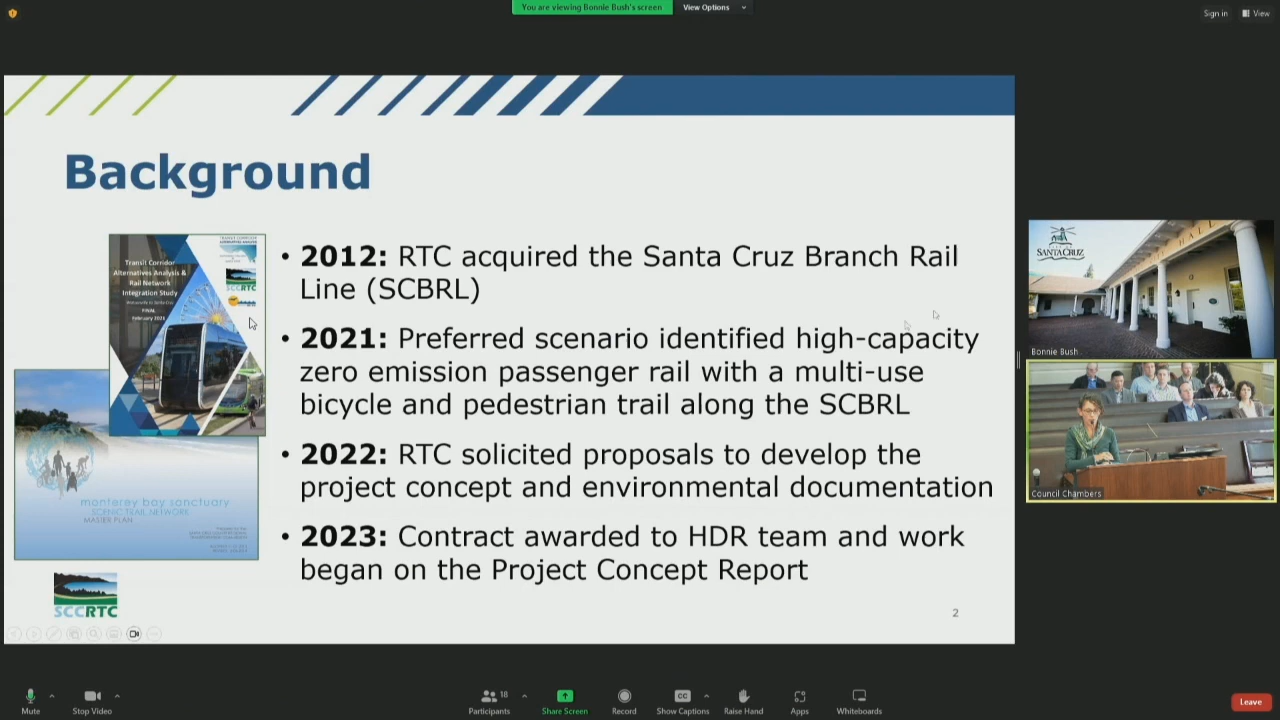 You are viewing Bonnie Bush's screen
View Options
Sign in
View
Background
Transit Corridor
Alternatives Analysis &
Rail Network
Integration Study
FINAL
February 2021
SCCRTC
monterey bay sanctuary
SCENIC TRAIL NETWORK
MASTER PLAN
SCCRTC
• 2012: RTC acquired the Santa Cruz Branch Rail
Line (SCBRL)
• 2021: Preferred scenario identified high-capacity
zero emission passenger rail with a multi-use
bicycle and pedestrian trail along the SCBRL
• 2022: RTC solicited proposals to develop the
project concept and environmental documentation
• 2023: Contract awarded to HDR team and work
began on the Project Concept Report
2
SANTA CRUZ
HALL
Bonnie Bush
Council Chambers
Mute
Stop Video
Participants
18
Share Screen
CC
Record
Show Captions
Raise Hand
Apps
Whiteboards
Leave